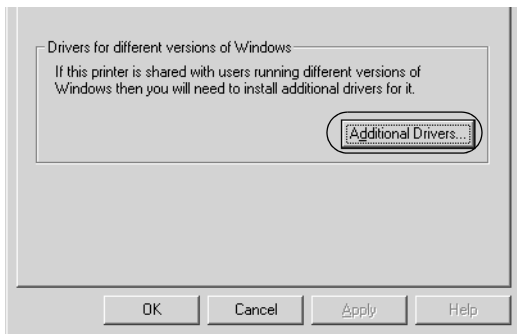 Drivers for different versions of Windows
If this printer is shared with users running different versions of
Windows then you will need to install additional drivers for it.
Additional Drivers...
OK Cancel Apply Help